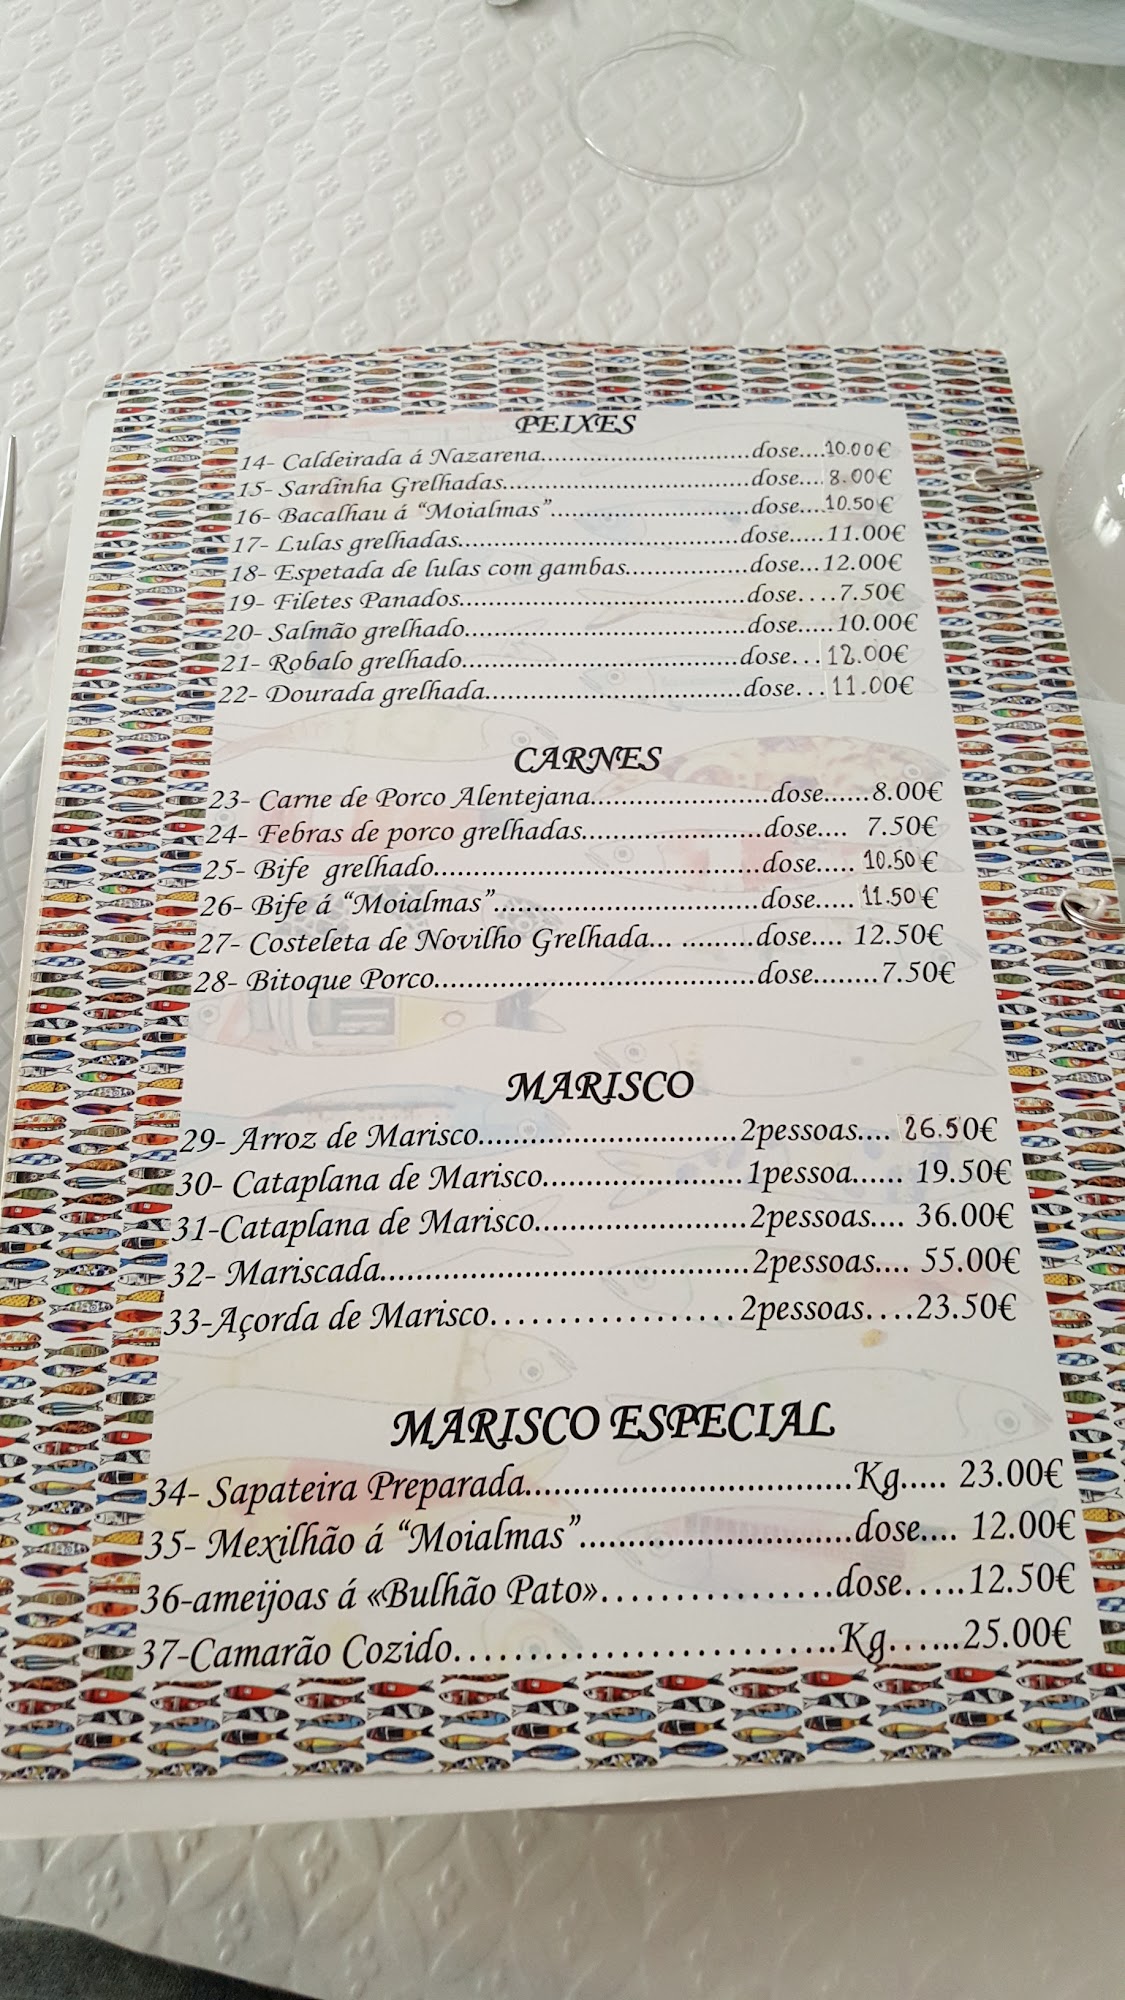 PEIXES
14- Caldeirada á Nazarena..............................dose....10.00€
15- Sardinha Grelhadas...................................dose....8.00€
16- Bacalhau á “Moialmas”............................dose....10.50€
17- Lulas grelhadas........................................dose.....11.00€
18- Espetada de lulas com gambas..................dose...12.00€
19- Filetes Panados.........................................dose....7.50€
20- Salmão grelhado.......................................dose.....10.00€
21- Robalo grelhado.......................................dose...12.00€
22- Dourada grelhada.....................................dose...11.00€
CARNES
23- Carne de Porco Alentejana.......................dose......8.00€
24- Febras de porco grelhadas.......................dose.... 7.50€
25- Bife grelhado..........................................dose..... 10.50€
26- Bife á “Moialmas”..................................dose..... 11.50€
27- Costeleta de Novilho Grelhada... .........dose.... 12.50€
28- Bitoque Porco.........................................dose........7.50€
MARISCO
29- Arroz de Marisco..............................2pessoas.... 26.50€
30- Cataplana de Marisco.......................1pessoa...... 19.50€
31-Cataplana de Marisco........................2pessoas.... 36.00€
32- Mariscada.........................................2pessoas.... 55.00€
33-Açorda de Marisco..................2pessoas....23.50€
MARISCO ESPECIAL
34- Sapateira Preparada...................................Kg..... 23.00€
35- Mexilhão á “Moialmas”.............................dose.... 12.00€
36-ameijoas á «Bulhão Pato»................dose.....12.50€
37-Camarão Cozido..........................Kg......25.00€